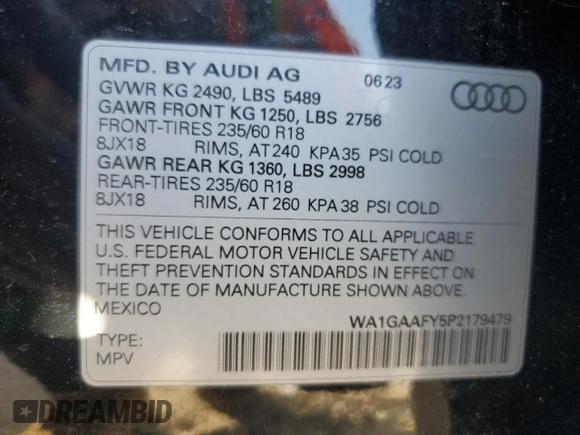 MFD. BY AUDI AG 06 23
GVWR KG 2490, LBS 5489
GAWR FRONT KG 1250, LBS 2756
FRONT-TIRES 235/60 R18
8JX18 RIMS, AT 240 KPA 35 PSI COLD
GAWR REAR KG 1360, LBS 2998
REAR-TIRES 235/60 R18
8JX18 RIMS, AT 260 KPA 38 PSI COLD
THIS VEHICLE CONFORMS TO ALL APPLICABLE
U.S. FEDERAL MOTOR VEHICLE SAFETY AND
THEFT PREVENTION STANDARDS IN EFFECT ON
THE DATE OF MANUFACTURE SHOWN ABOVE.
MEXICO
WA1GAAFY5P2179479
TYPE:
MPV
DREAMBID